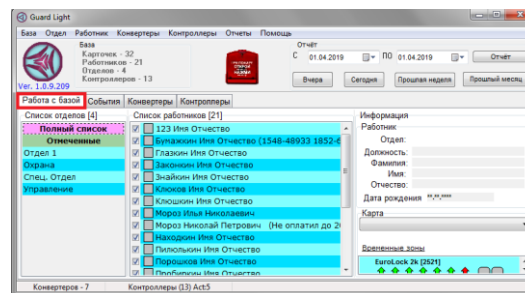 Guard Light
База Отдел Работник Конвертеры Контроллеры Отчеты Помощь
База
Карточек - 32
Работников - 21
Отделов - 4
Контроллеров - 13
Ver. 1.0.9.209
Отчёт
С 01.04.2019 ПО 01.04.2019 Отчёт
Вчера Сегодня Прошлая неделя Прошлый месяц
Работа с базой События Конвертеры Контроллеры
Список отделов [4]
Полный список
Отмеченные
Отдел 1
Охрана
Спец. Отдел
Управление
Список работников [21]
123 Имя Отчество
Бумажкин Имя Отчество (1548-48933 1852-6
Глазкин Имя Отчество
Законкин Имя Отчество
Знайкин Имя Отчество
Клюков Имя Отчество
Клюшкин Имя Отчество
Мороз Илья Николаевич
Мороз Николай Петрович (Не оплатил до 20
Находкин Имя Отчество
Пилюлькин Имя Отчество
Порошков Имя Отчество
Пробиркин Имя Отчество
Информация
Работник
Отдел:
Должность:
Фамилия:
Имя:
Отчество:
Дата рождения **.**.****
Карта
Временные зоны
EuroLock 2k [2521]
Конвертеров - 7 Контроллеры (13) Act:5